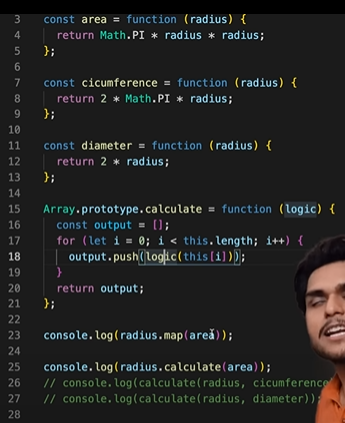 3 const area = function (radius) {
4 return Math.PI * radius * radius;
5 };
6
7 const cicumference = function (radius) {
8 return 2 * Math.PI * radius;
9 };
10
11 const diameter = function (radius) {
12 return 2 * radius;
13 };
14
15 Array.prototype.calculate = function (logic) {
16 const output = [];
17 for (let i = 0; i < this.length; i++) {
18 output.push(logic(this[i]));
19 }
20 return output;
21 };
22
23 console.log(radius.map(area));
24
25 console.log(radius.calculate(area));
26 // console.log(calculate(radius, cicumference
27 // console.log(calculate(radius, diameter));
28